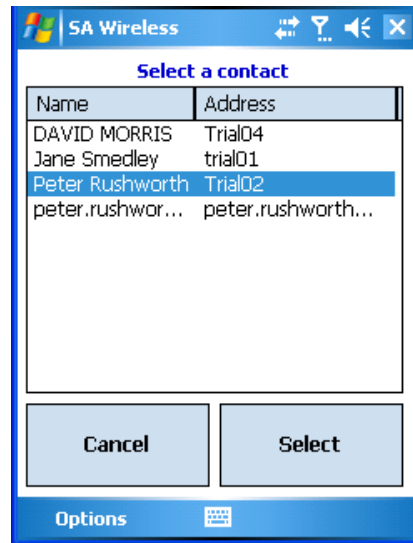 SA Wireless
Select a contact
Name Address
DAVID MORRIS Trial04
Jane Smedley trial01
Peter Rushworth Trial02
peter.rushwor... peter.rushworth...
Cancel Select
Options